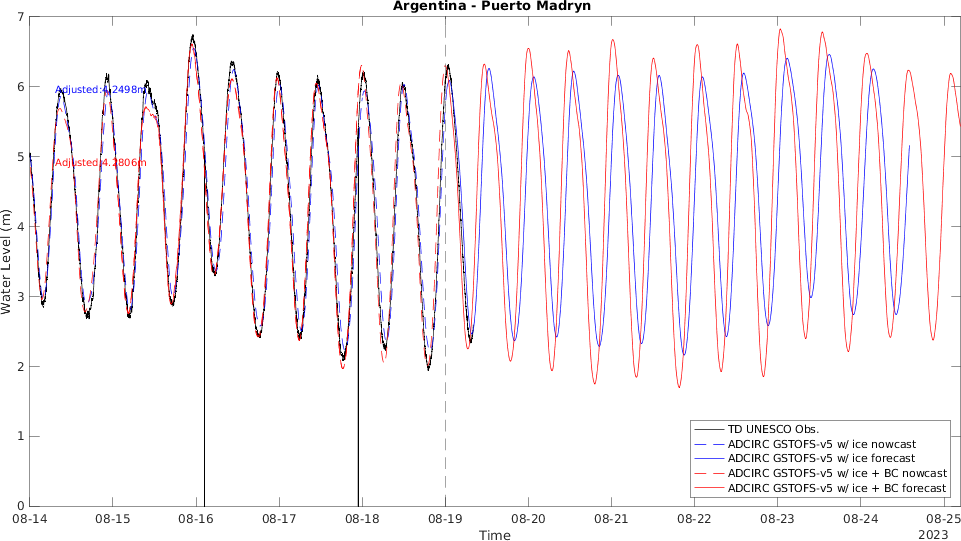 Argentina - Puerto Madryn
Water Level (m)
7
6
5
4
3
2
1
0
Adjusted:4.2498m
Adjusted:4.2806m
TD UNESCO Obs.
ADCIRC GSTOFS-v5 w/ ice nowcast
ADCIRC GSTOFS-v5 w/ ice forecast
ADCIRC GSTOFS-v5 w/ ice + BC nowcast
ADCIRC GSTOFS-v5 w/ ice + BC forecast
08-14 08-15 08-16 08-17 08-18 08-19 08-20 08-21 08-22 08-23 08-24 08-25
Time
2023